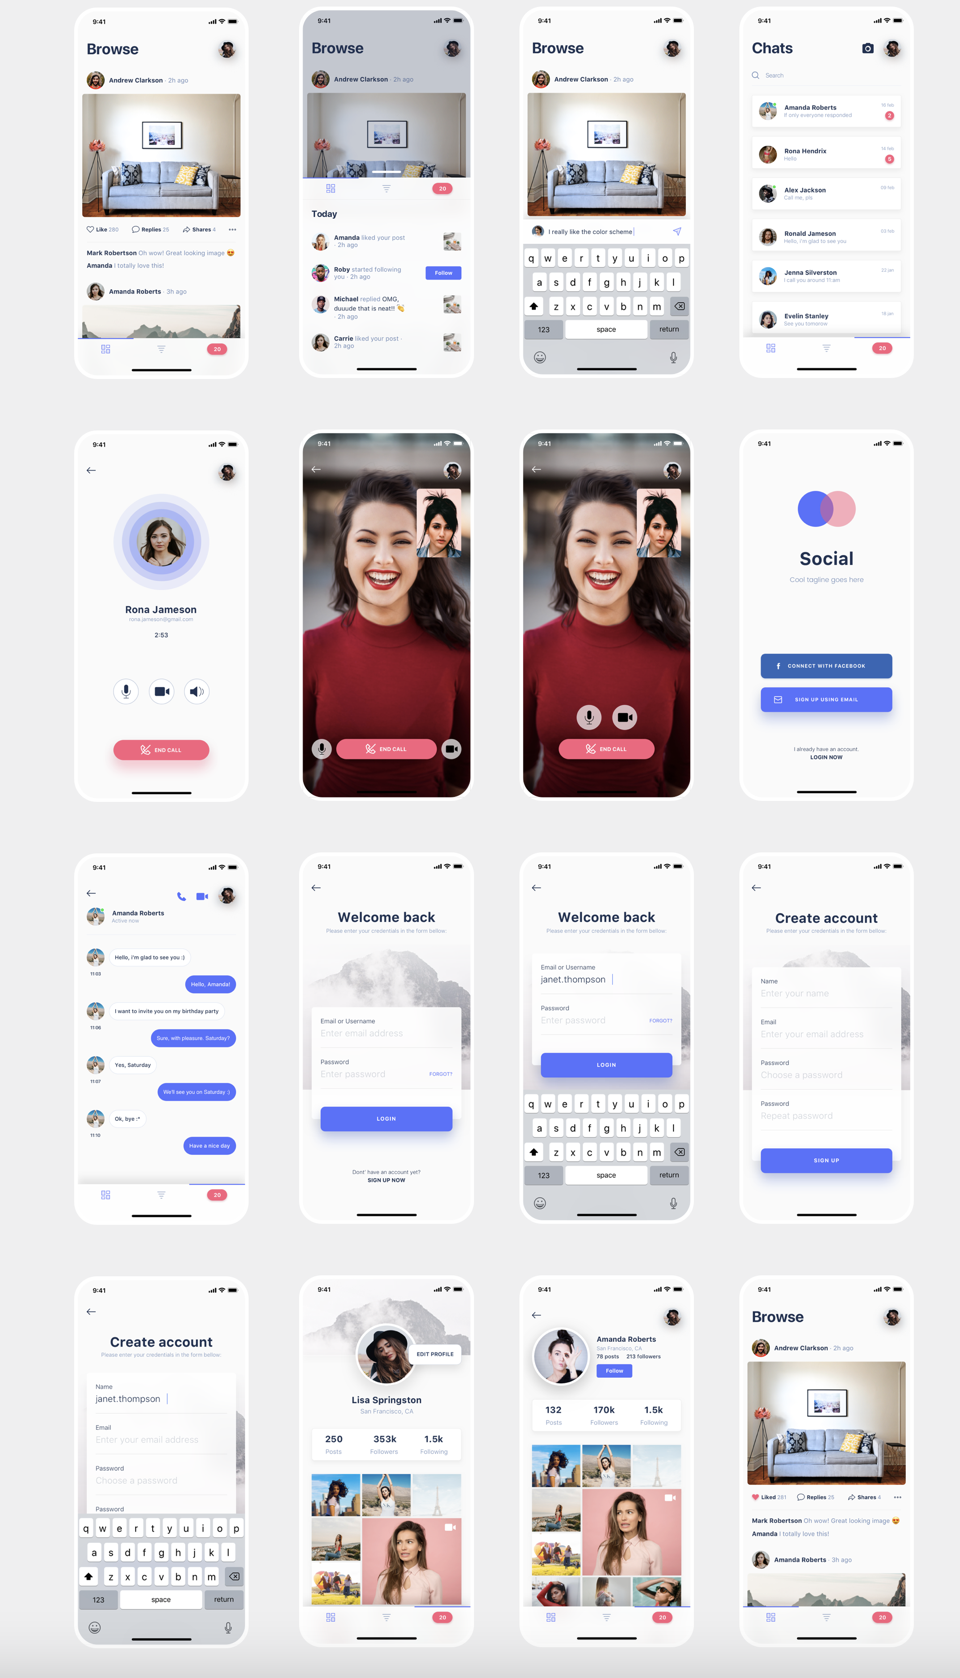 9:41
Browse
Andrew Clarkson · 2h ago
Like 280 Replies 25 Shares 4
Mark Robertson Oh wow! Great looking image 😍
Amanda I totally love this!
Amanda Roberts · 3h ago
20
9:41
Browse
Andrew Clarkson · 2h ago
20
Today
Amanda liked your post
· 2h ago
Roby started following
you · 2h ago
Follow
Michael replied OMG,
duuude that is neat!! 👋
· 2h ago
Carrie liked your post ·
2h ago
9:41
Browse
Andrew Clarkson · 2h ago
I really like the color scheme
q w e r t y u i o p
a s d f g h j k l
z x c v b n m
123 space return
9:41
Chats
Search
Amanda Roberts
If only everyone responded
2
Rona Hendrix
Hello
5
Alex Jackson
Call me, pls
Ronald Jameson
Hello, I'm glad to see you
Jenna Silverston
I call you around 11 am
Evelin Stanley
See you tomorrow
20
9:41
Rona Jameson
rona.jameson@gmail.com
2:53
END CALL
9:41
END CALL
9:41
END CALL
9:41
Social
Cool tagline goes here
CONNECT WITH FACEBOOK
SIGN UP USING EMAIL
I already have an account.
LOGIN NOW
9:41
Amanda Roberts
Active now
Hello, i'm glad to see you :)
11:03
Hello, Amanda!
I want to invite you on my birthday party
11:06
Sure, with pleasure. Saturday?
Yes, Saturday
11:07
We'll see you on Saturday :)
Ok, bye :*
11:10
Have a nice day
20
9:41
Welcome back
Please enter your credentials in the form bellow:
Email or Username
Enter email address
Password
Enter password FORGOT?
LOGIN
Dont' have an account yet?
SIGN UP NOW
9:41
Welcome back
Please enter your credentials in the form bellow:
Email or Username
janet.thompson
Password
Enter password FORGOT?
LOGIN
q w e r t y u i o p
a s d f g h j k l
z x c v b n m
123 space return
9:41
Create account
Please enter your credentials in the form bellow:
Name
Enter your name
Email
Enter your email address
Password
Choose a password
Password
Repeat password
SIGN UP
9:41
Create account
Please enter your credentials in the form bellow:
Name
janet.thompson
Email
Enter your email address
Password
Choose a password
Password
q w e r t y u i o p
a s d f g h j k l
z x c v b n m
123 space return
9:41
EDIT PROFILE
Lisa Springston
San Francisco, CA
250 353k 1.5k
Posts Followers Following
20
9:41
Amanda Roberts
San Francisco, CA
78 posts 213 followers
Follow
132 170k 1.5k
Posts Followers Following
20
9:41
Browse
Andrew Clarkson · 2h ago
Liked 281 Replies 25 Shares 4
Mark Robertson Oh wow! Great looking image 😍
Amanda I totally love this!
Amanda Roberts · 3h ago
20